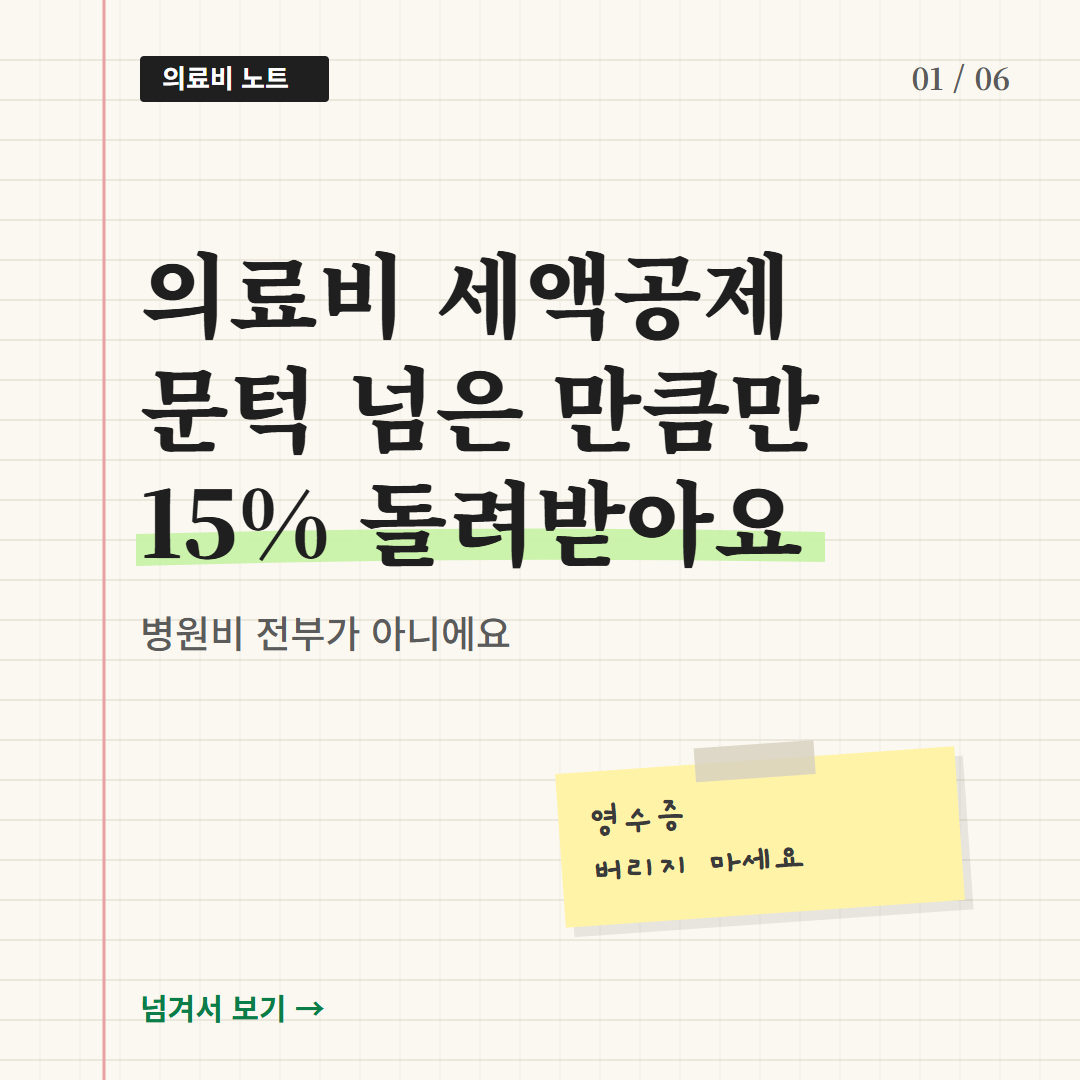 의료비 노트
01 / 06
의료비 세액공제
문턱 넘은 만큼만
15% 돌려받아요
병원비 전부가 아니에요
영수증
버리지 마세요
넘겨서 보기 →